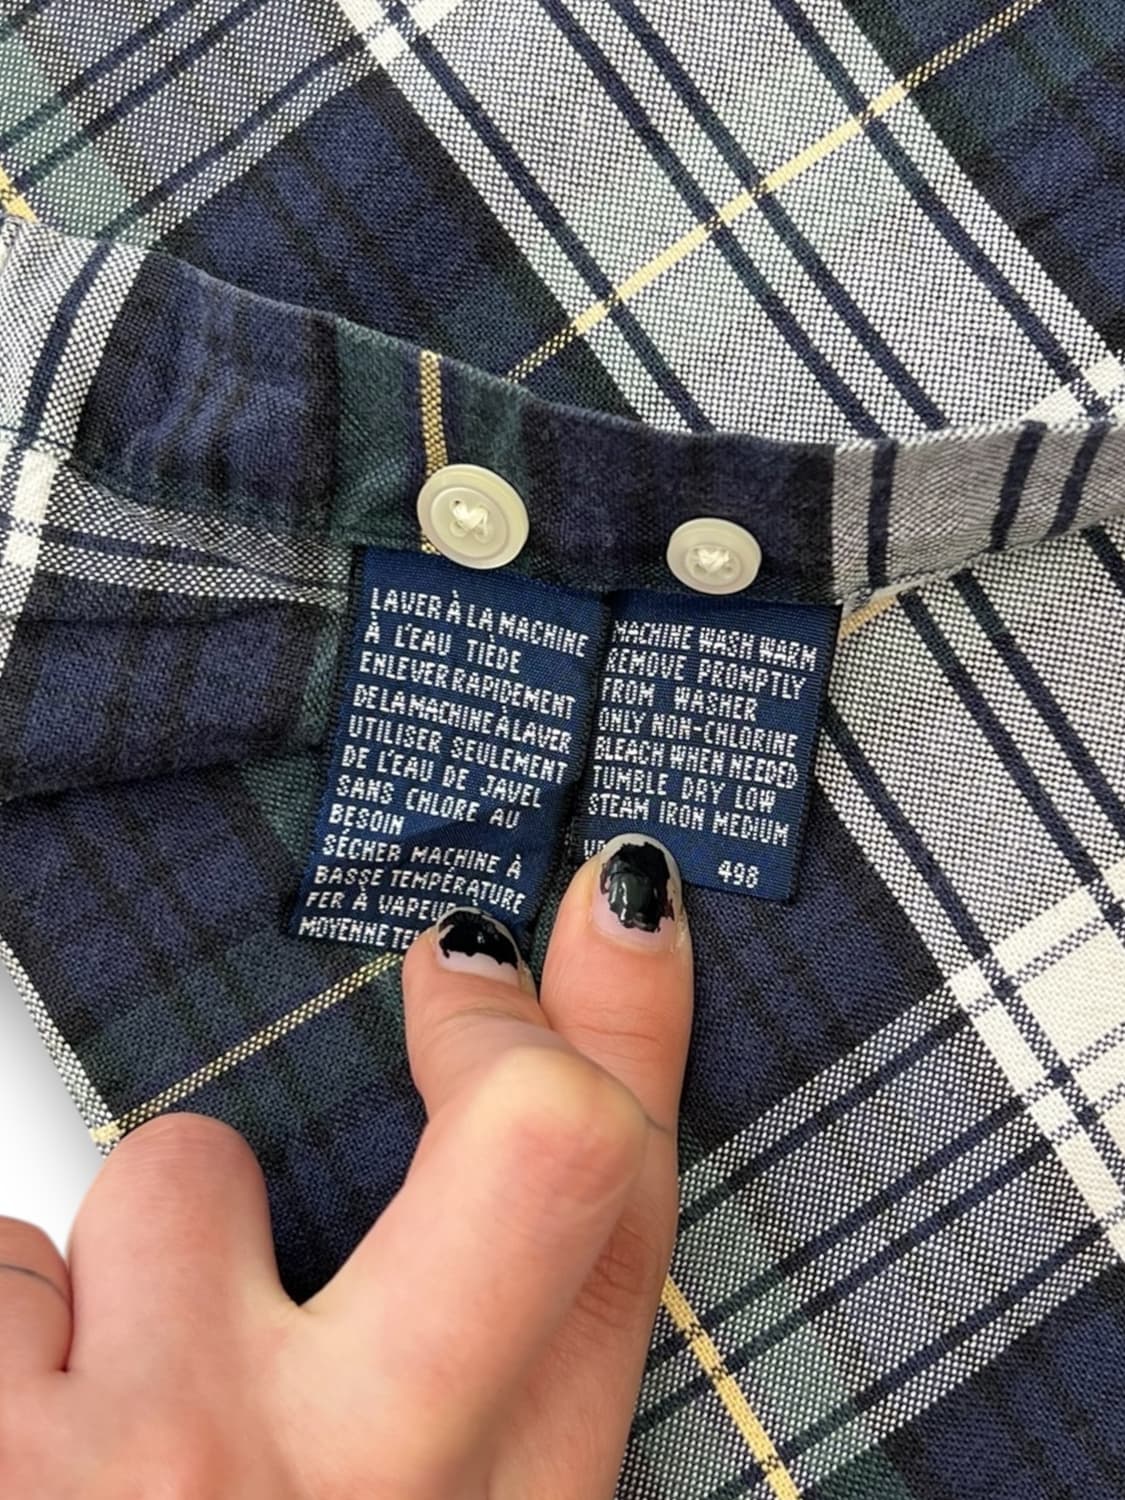 LAVER À LA MACHINE
À L'EAU TIÈDE
ENLEVER RAPIDEMENT
DE LA MACHINE À LAVER
UTILISER SEULEMENT
DE L'EAU DE JAVEL
SANS CHLORE AU
BESOIN
SÉCHER MACHINE À
BASSE TEMPÉRATURE
FER À VAPEUR
MOYENNE
MACHINE WASH WARM
REMOVE PROMPTLY
FROM WASHER
ONLY NON-CHLORINE
BLEACH WHEN NEEDED
TUMBLE DRY LOW
STEAM IRON MEDIUM
498